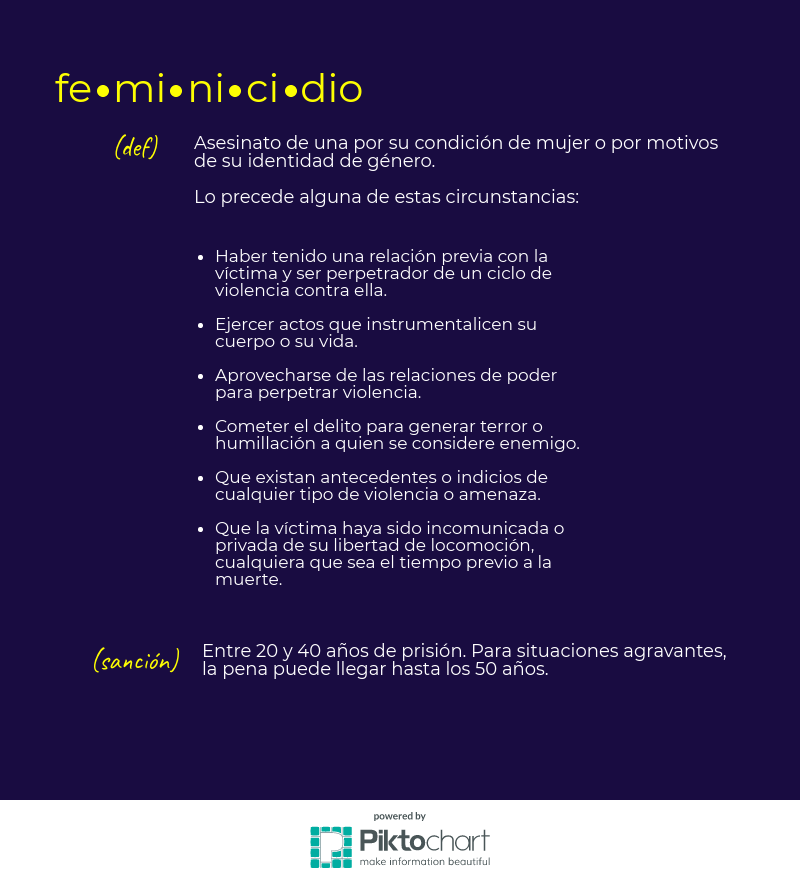 fe•mi•ni•ci•dio
(def)
Asesinato de una por su condición de mujer o por motivos
de su identidad de género.
Lo precede alguna de estas circunstancias:
• Haber tenido una relación previa con la
víctima y ser perpetrador de un ciclo de
violencia contra ella.
• Ejercer actos que instrumentalicen su
cuerpo o su vida.
• Aprovecharse de las relaciones de poder
para perpetrar violencia.
• Cometer el delito para generar terror o
humillación a quien se considere enemigo.
• Que existan antecedentes o indicios de
cualquier tipo de violencia o amenaza.
• Que la víctima haya sido incomunicada o
privada de su libertad de locomoción,
cualquiera que sea el tiempo previo a la
muerte.
(sanción)
Entre 20 y 40 años de prisión. Para situaciones agravantes,
la pena puede llegar hasta los 50 años.
powered by
Piktochart
make information beautiful